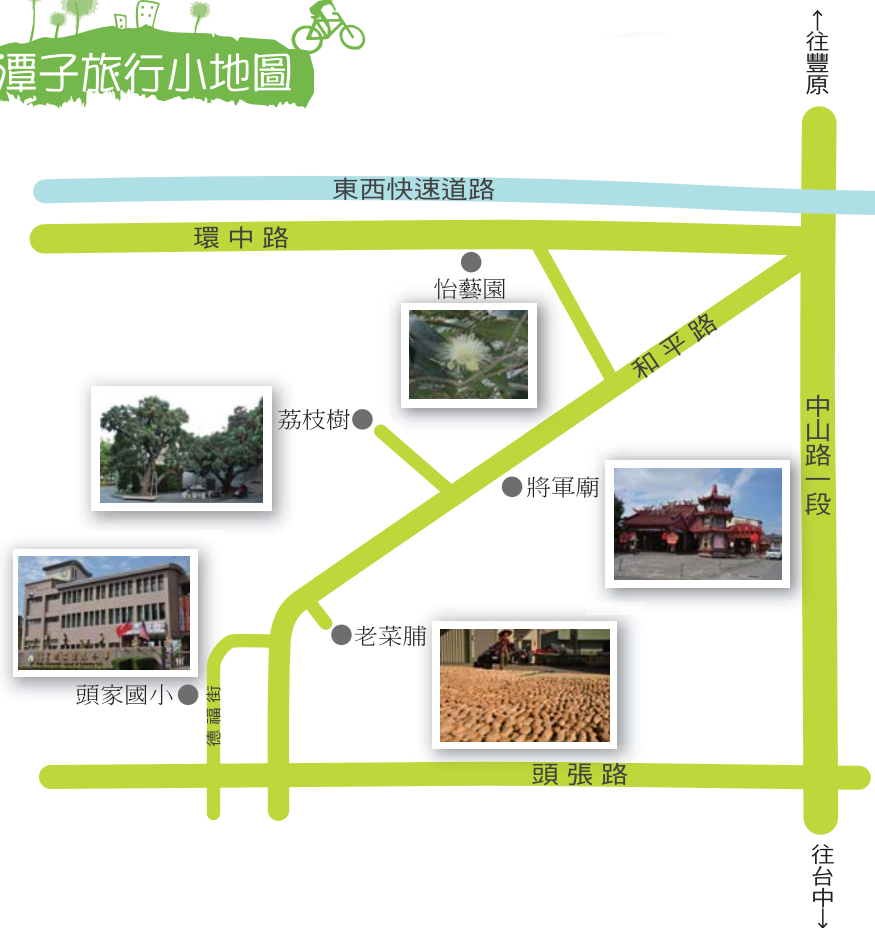 潭子旅行小地圖
↑往豐原
東西快速道路
環中路
怡藝園
和平路
荔枝樹
中山路一段
將軍廟
老菜脯
頭家國小
德福街
頭張路
往台中↓